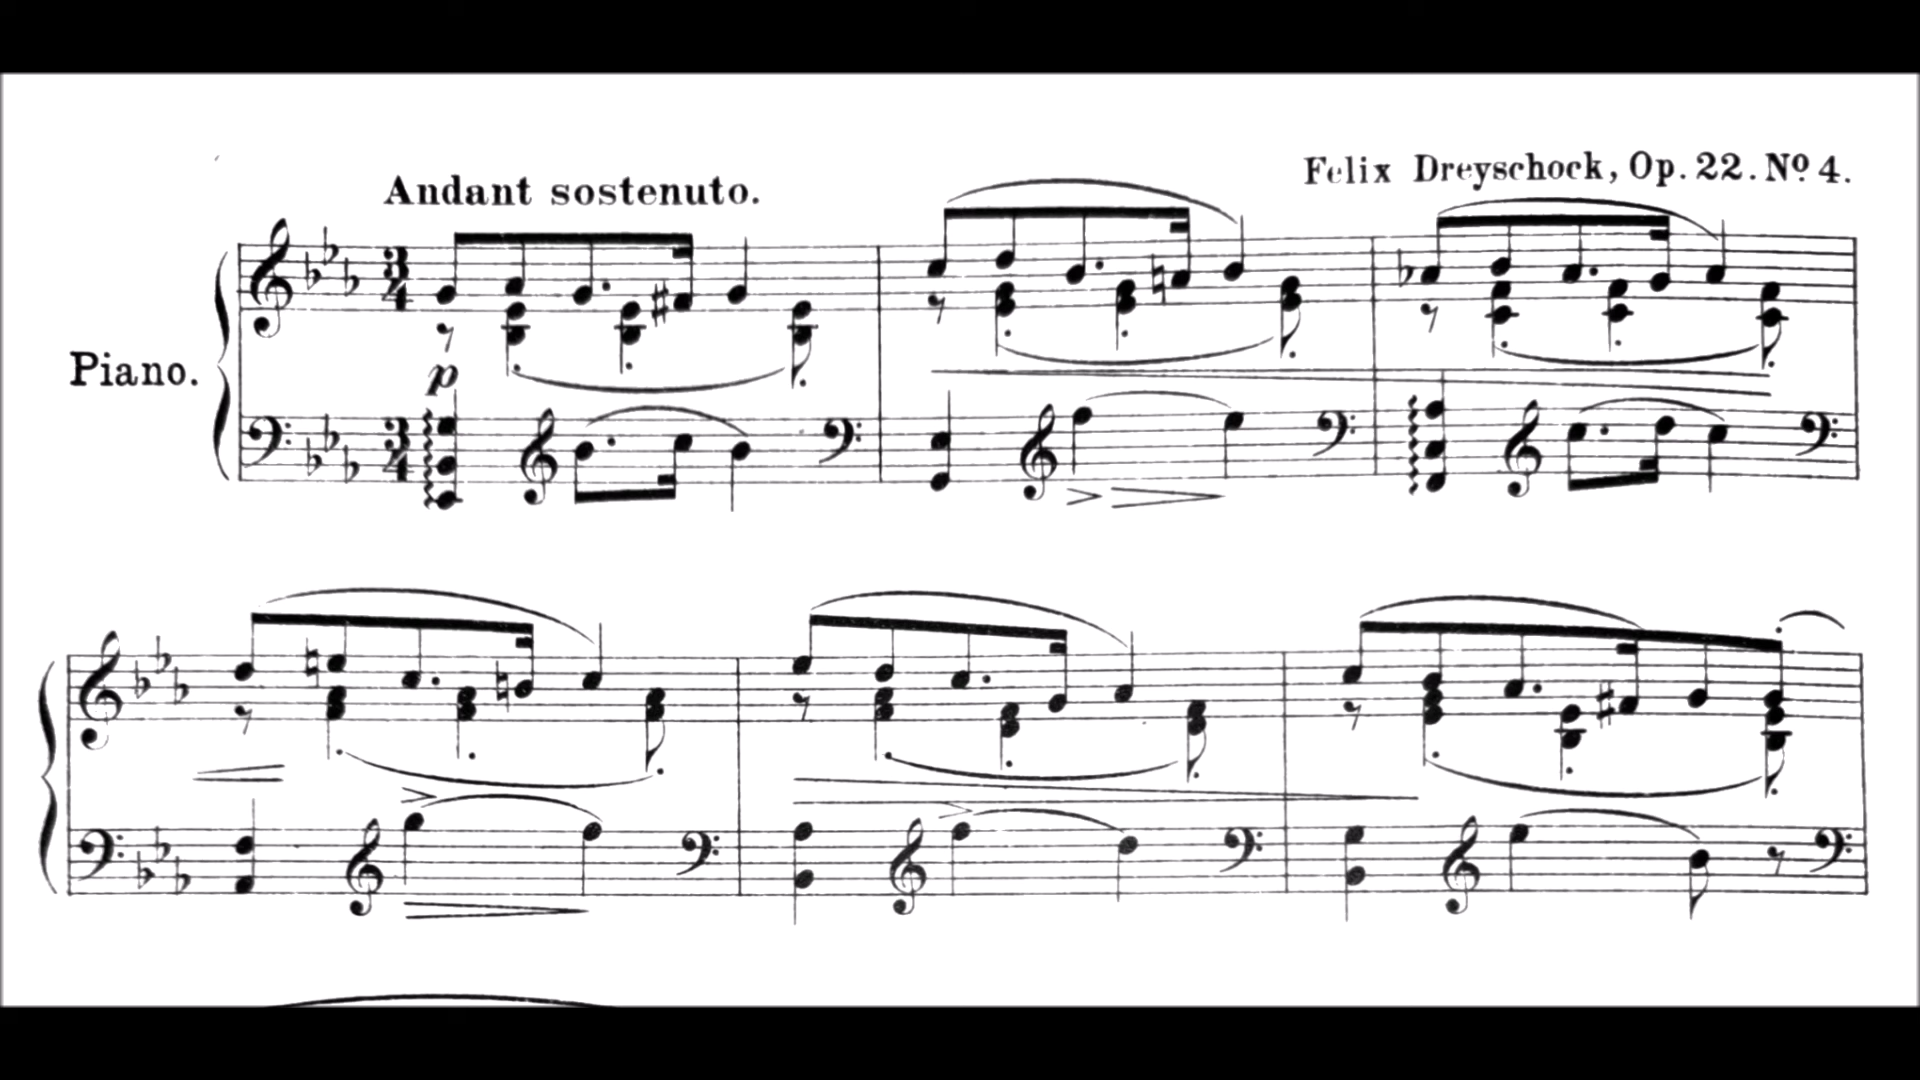 Felix Dreyschock, Op. 22. Nº 4.
Andant sostenuto.
Piano.
p